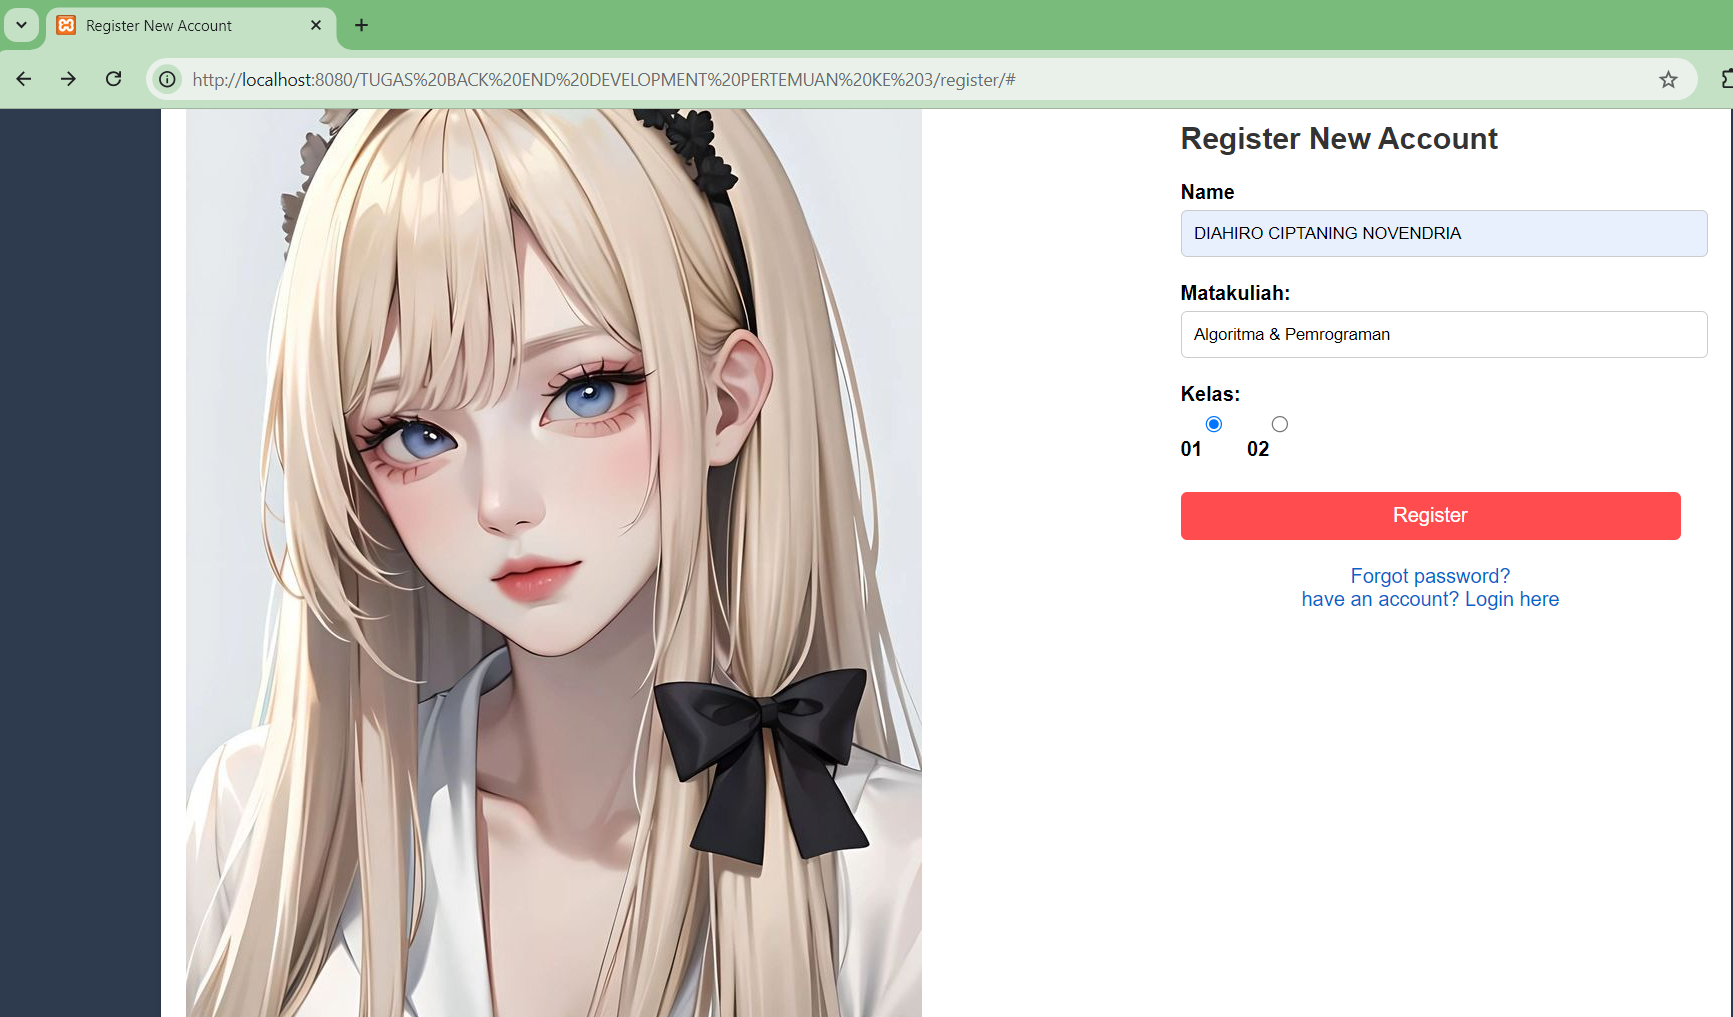 Register New Account
http://localhost:8080/TUGAS%20BACK%20END%20DEVELOPMENT%20PERTEMUAN%20KE%203/register/#
Register New Account
Name
DIAHIRO CIPTANING NOVENDRIA
Matakuliah:
Algoritma & Pemrograman
Kelas:
01 02
Register
Forgot password?
have an account? Login here